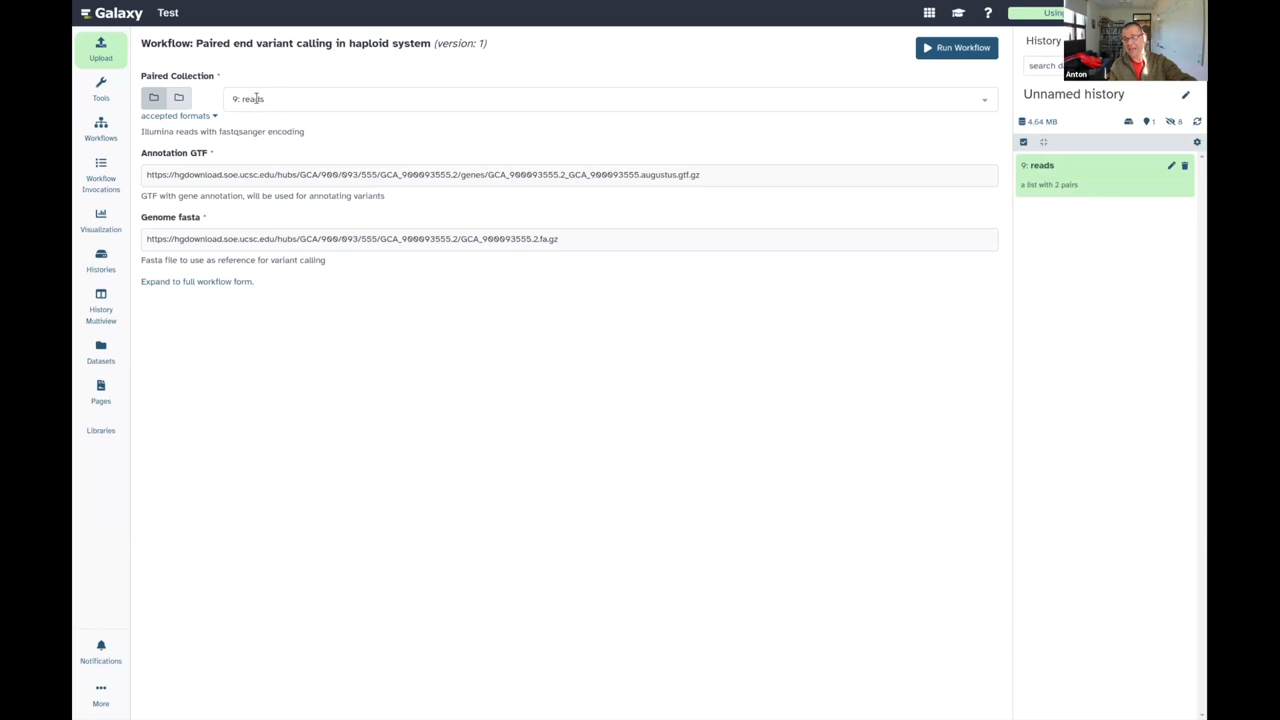 Galaxy Test
Using
Upload
Tools
Workflows
Workflow
Invocations
Visualization
Histories
History
Multiview
Datasets
Pages
Libraries
Notifications
More
Workflow: Paired end variant calling in haploid system (version: 1)
Run Workflow
Paired Collection *
9: reads
accepted formats
Illumina reads with fastqsanger encoding
Annotation GTF *
https://hgdownload.soe.ucsc.edu/hubs/GCA/900/093/555/GCA_900093555.2/genes/GCA_900093555.2_GCA_900093555.augustus.gtf.gz
GTF with gene annotation, will be used for annotating variants
Genome fasta *
https://hgdownload.soe.ucsc.edu/hubs/GCA/900/093/555/GCA_900093555.2/GCA_900093555.2.fa.gz
Fasta file to use as reference for variant calling
Expand to full workflow form.
Anton
History
search da
Unnamed history
4.64 MB 1 8
9: reads
a list with 2 pairs